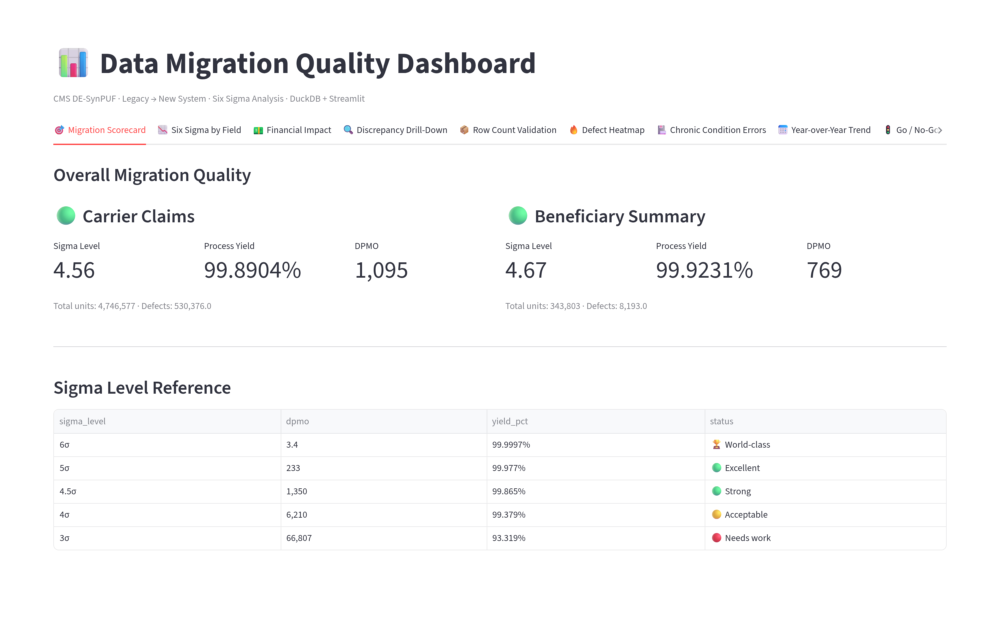 Data Migration Quality Dashboard
CMS DE-SynPUF · Legacy → New System · Six Sigma Analysis · DuckDB + Streamlit
Migration Scorecard Six Sigma by Field Financial Impact Discrepancy Drill-Down Row Count Validation Defect Heatmap Chronic Condition Errors Year-over-Year Trend Go / No-Go
Overall Migration Quality
Carrier Claims
Sigma Level Process Yield DPMO
4.56 99.8904% 1,095
Total units: 4,746,577 · Defects: 530,376.0
Beneficiary Summary
Sigma Level Process Yield DPMO
4.67 99.9231% 769
Total units: 343,803 · Defects: 8,193.0
Sigma Level Reference
sigma_level dpmo yield_pct status
6σ 3.4 99.9997% World-class
5σ 233 99.977% Excellent
4.5σ 1,350 99.865% Strong
4σ 6,210 99.379% Acceptable
3σ 66,807 93.319% Needs work